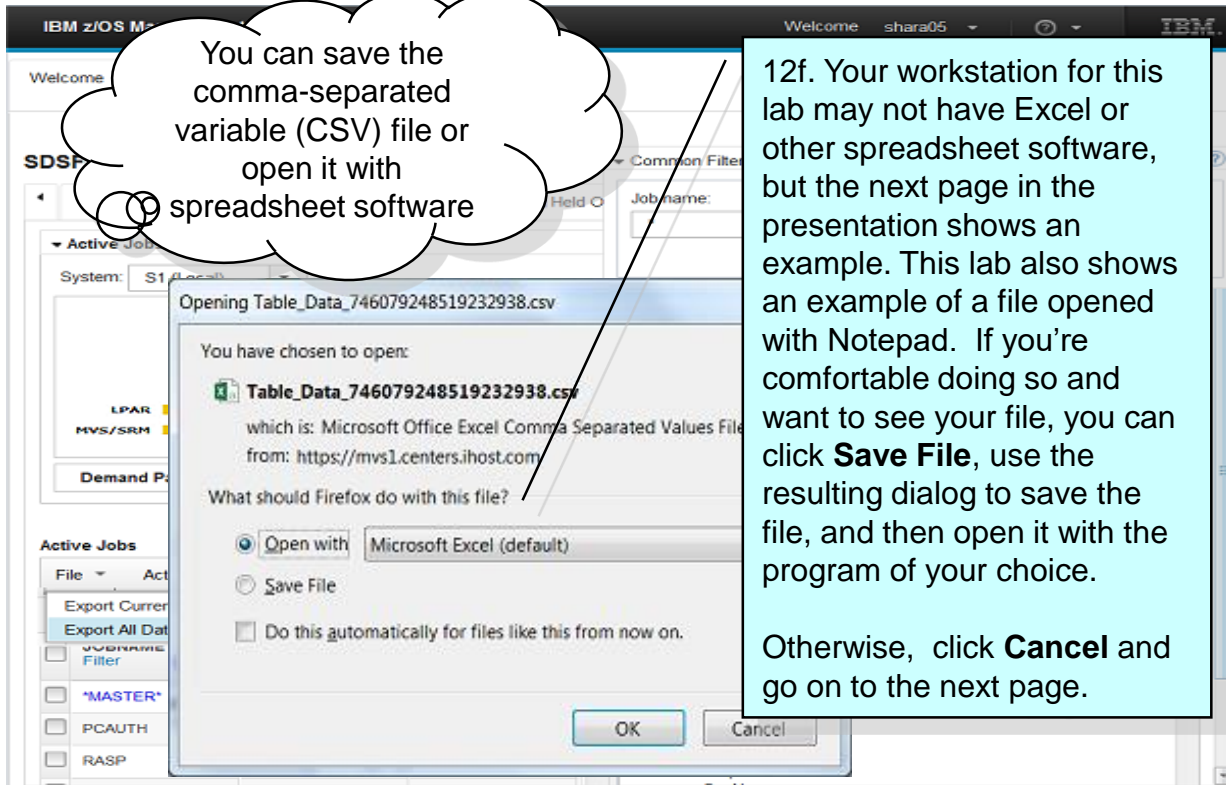 IBM z/OS Ma
Welcome shara05
IBM.
Welcome
You can save the
comma-separated
variable (CSV) file or
open it with
spreadsheet software
12f. Your workstation for this
lab may not have Excel or
other spreadsheet software,
but the next page in the
presentation shows an
example. This lab also shows
an example of a file opened
with Notepad. If you’re
comfortable doing so and
want to see your file, you can
click Save File, use the
resulting dialog to save the
file, and then open it with the
program of your choice.
Otherwise, click Cancel and
go on to the next page.
SDSF
Held O
Common Filter
Job name:
*
Active Jobs
System: S1 (Local)
LPAR
MVS/SRM
Demand Pa
Opening Table_Data_746079248519232938.csv
You have chosen to open:
Table_Data_746079248519232938.csv
which is: Microsoft Office Excel Comma Separated Values File
from: https://mvs1.centers.ihost.com
What should Firefox do with this file?
Open with Microsoft Excel (default)
Save File
Do this automatically for files like this from now on.
OK Cancel
Active Jobs
File Act
Export Curren
Export All Dat
JOBNAME
Filter
*MASTER*
PCAUTH
RASP